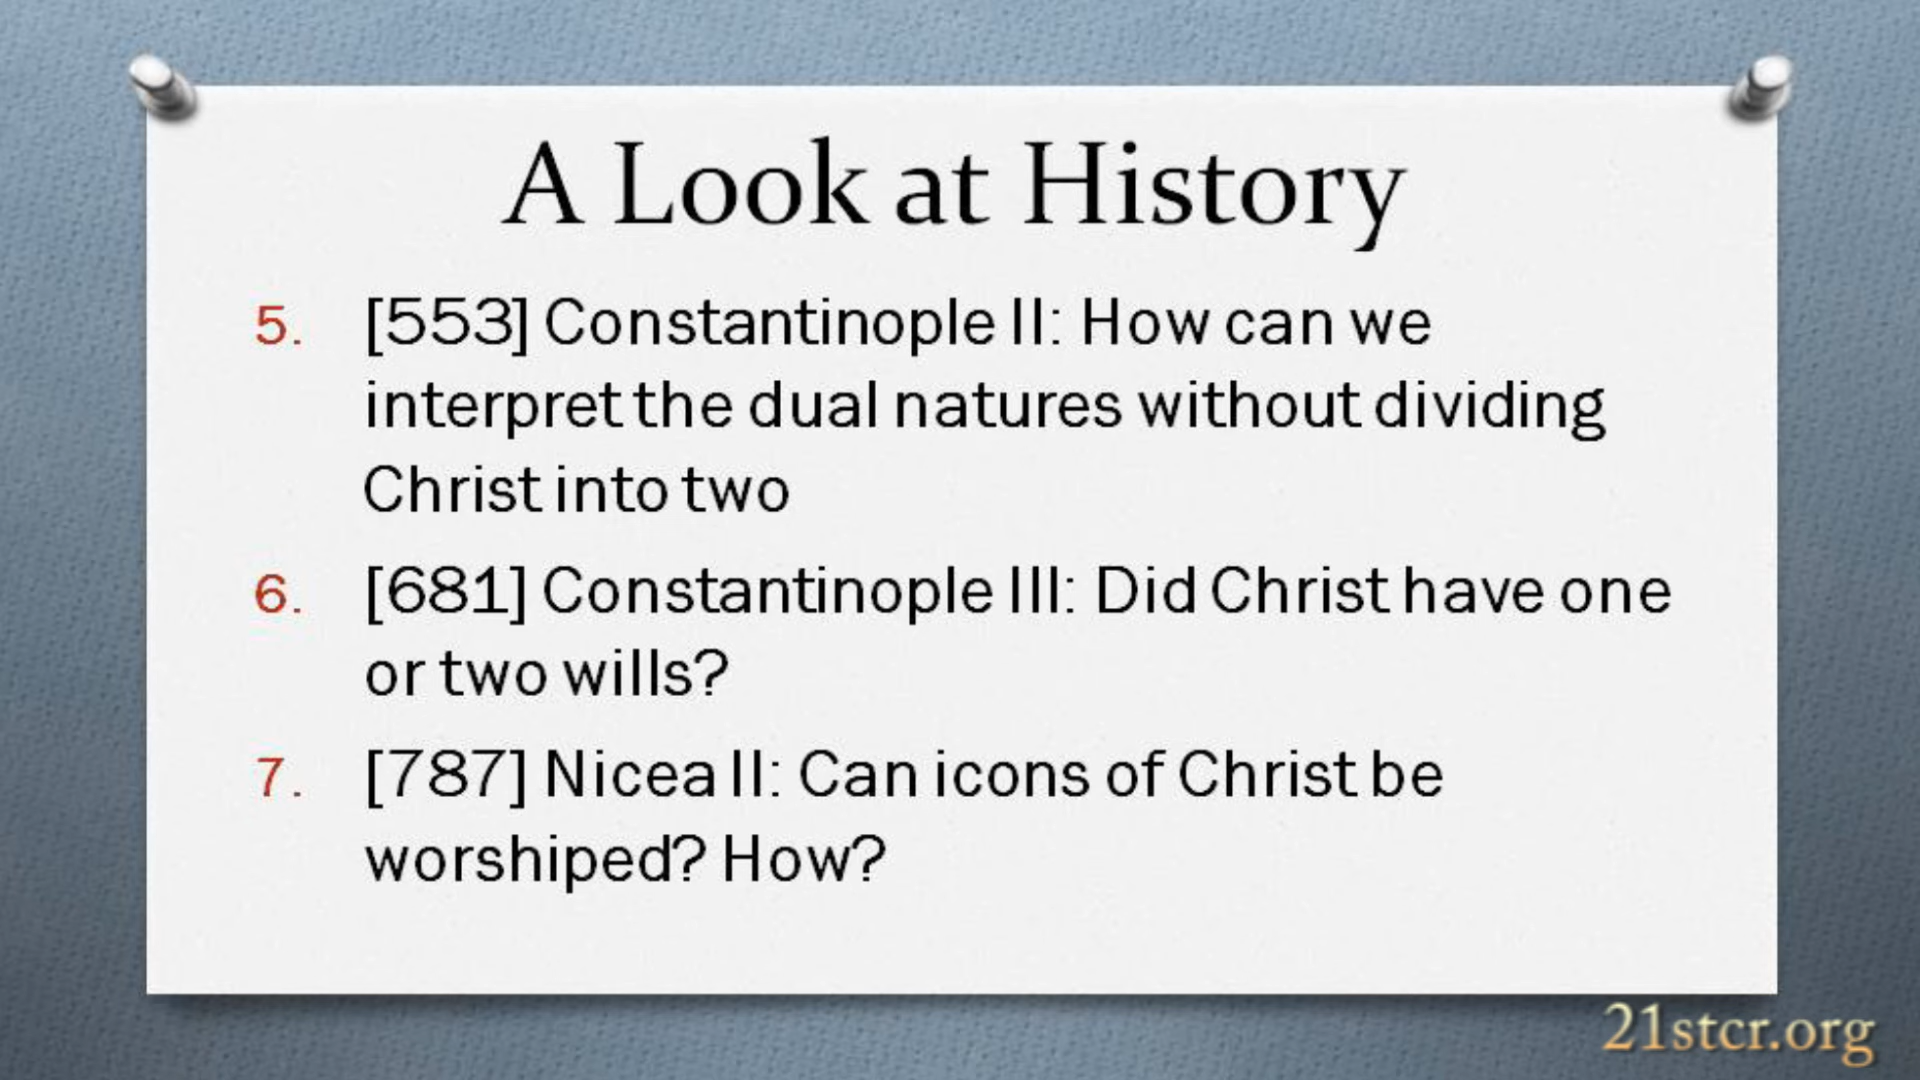 A Look at History
5. [553] Constantinople II: How can we
interpret the dual natures without dividing
Christ into two
6. [681] Constantinople III: Did Christ have one
or two wills?
7. [787] Nicea II: Can icons of Christ be
worshiped? How?
21stcr.org